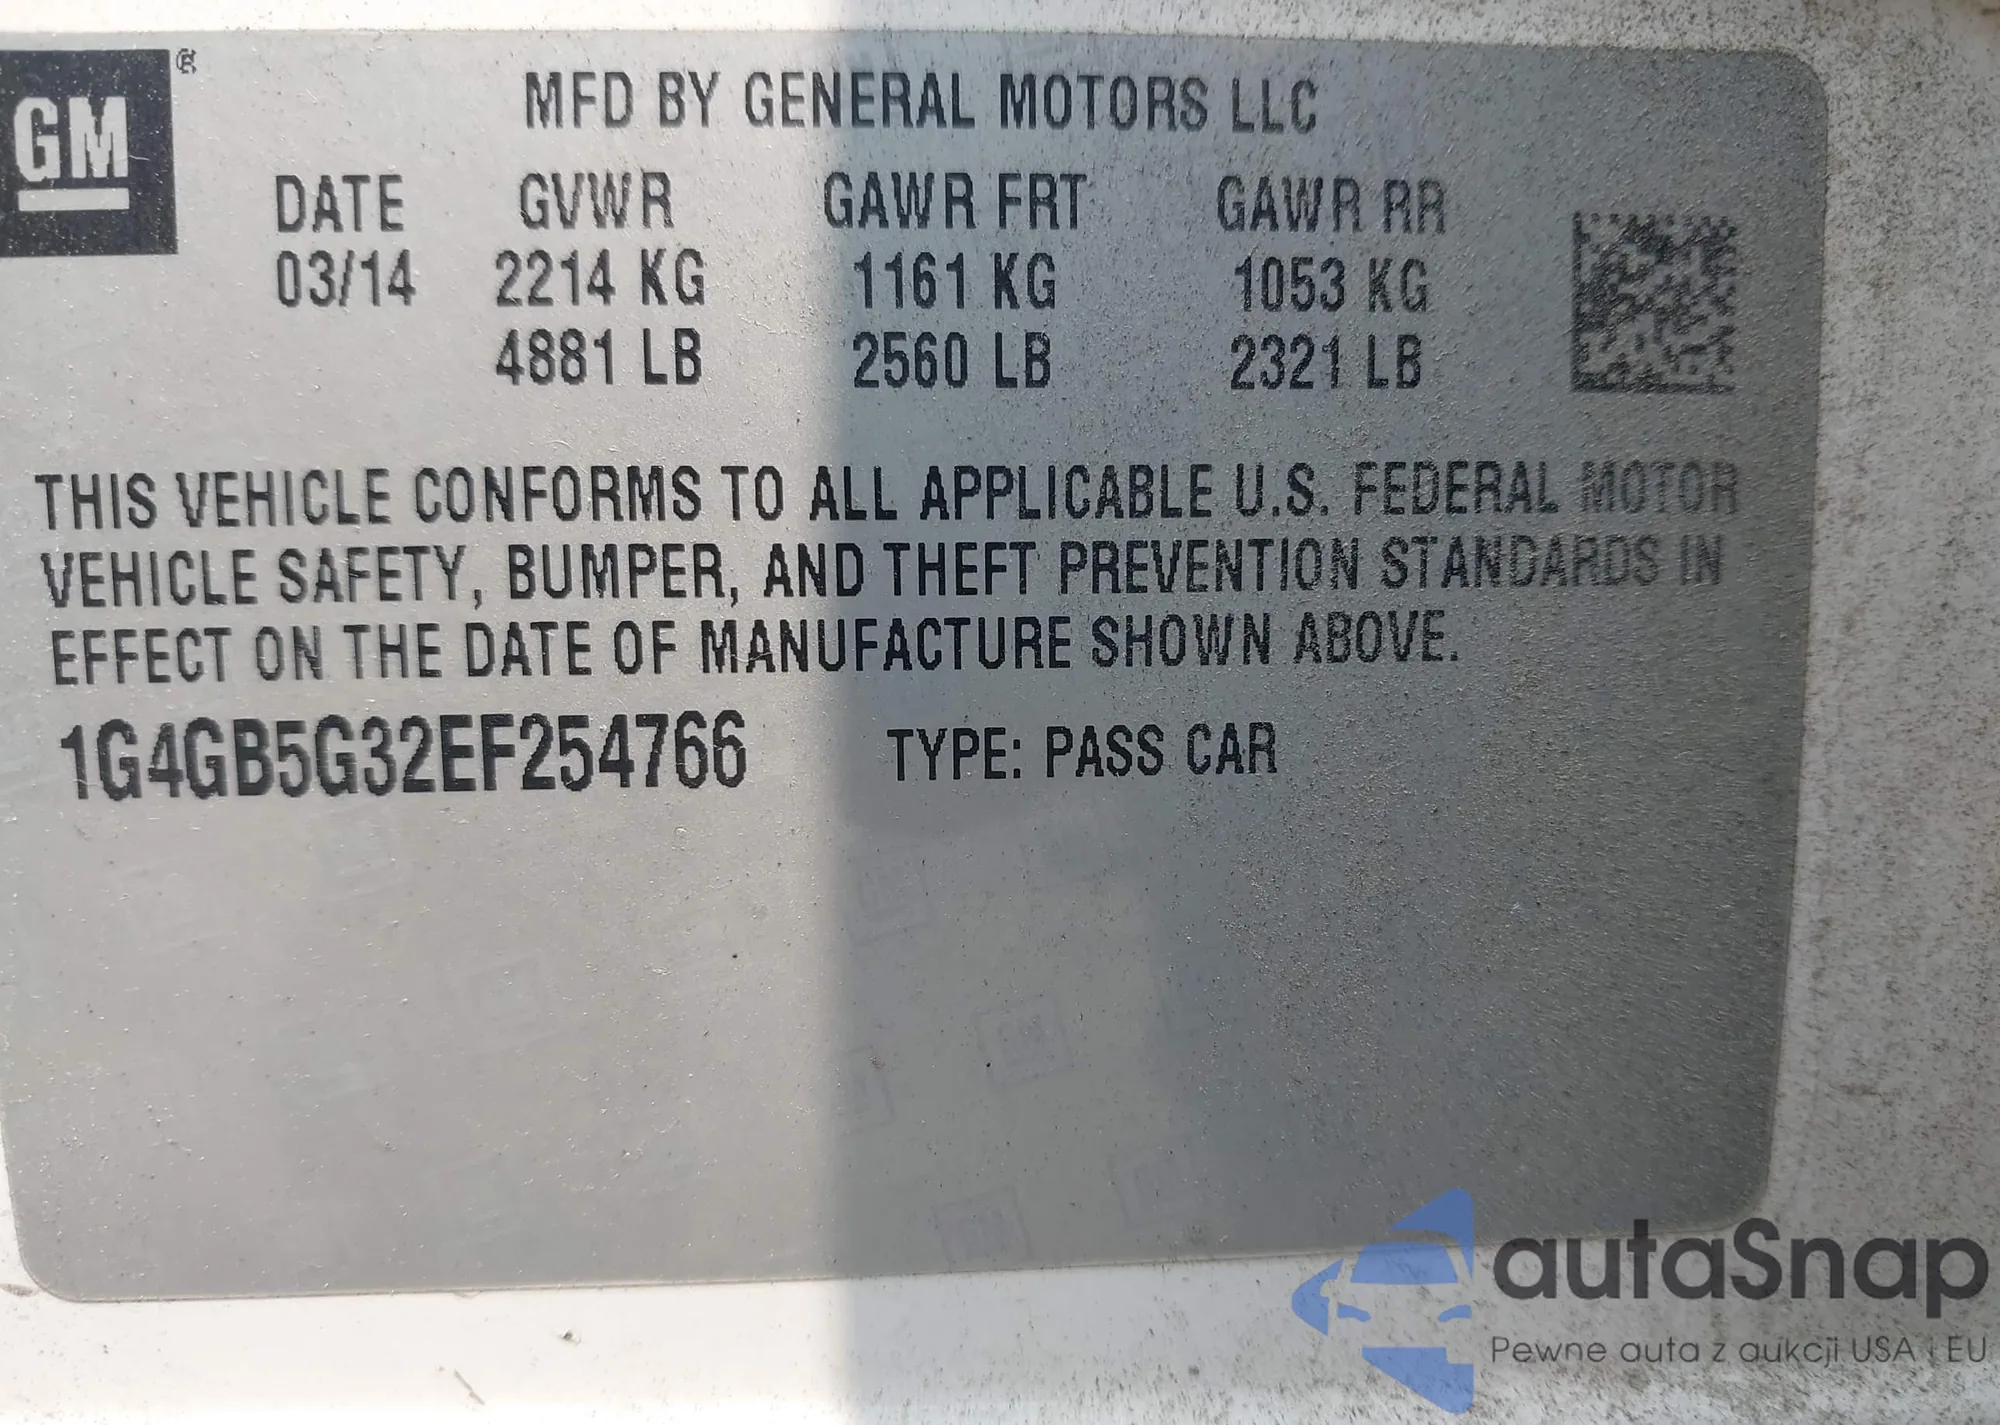 GM ®
MFD BY GENERAL MOTORS LLC
DATE GVWR GAWR FRT GAWR RR
03/14 2214 KG 1161 KG 1053 KG
4881 LB 2560 LB 2321 LB
THIS VEHICLE CONFORMS TO ALL APPLICABLE U.S. FEDERAL MOTOR
VEHICLE SAFETY, BUMPER, AND THEFT PREVENTION STANDARDS IN
EFFECT ON THE DATE OF MANUFACTURE SHOWN ABOVE.
1G4GB5G32EF254766 TYPE: PASS CAR
autaSnap
Pewne auta z aukcji USA i EU